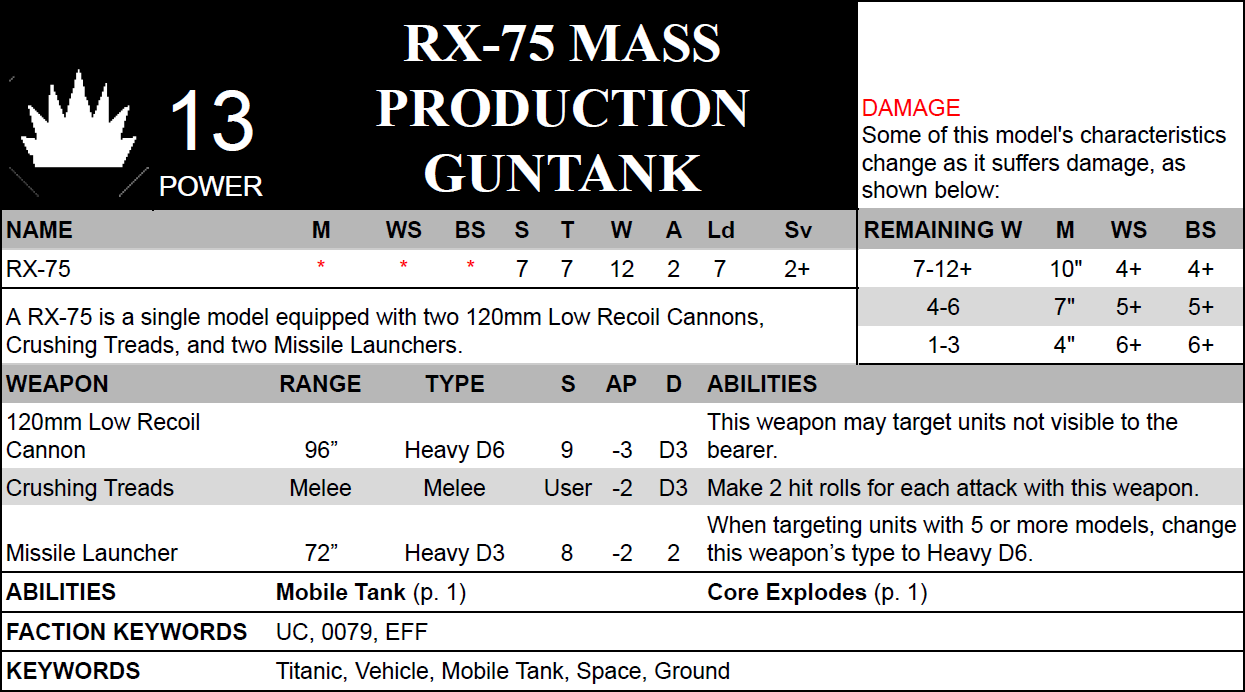 RX-75 MASS
PRODUCTION
GUNTANK
13
POWER
DAMAGE
Some of this model's characteristics
change as it suffers damage, as
shown below:
NAME M WS BS S T W A Ld Sv
RX-75 * * * 7 7 12 2 7 2+
REMAINING W M WS BS
7-12+ 10" 4+ 4+
4-6 7" 5+ 5+
1-3 4" 6+ 6+
A RX-75 is a single model equipped with two 120mm Low Recoil Cannons,
Crushing Treads, and two Missile Launchers.
WEAPON RANGE TYPE S AP D ABILITIES
120mm Low Recoil
Cannon 96” Heavy D6 9 -3 D3
This weapon may target units not visible to the
bearer.
Crushing Treads Melee Melee User -2 D3 Make 2 hit rolls for each attack with this weapon.
Missile Launcher 72” Heavy D3 8 -2 2
When targeting units with 5 or more models, change
this weapon’s type to Heavy D6.
ABILITIES Mobile Tank (p. 1) Core Explodes (p. 1)
FACTION KEYWORDS UC, 0079, EFF
KEYWORDS Titanic, Vehicle, Mobile Tank, Space, Ground